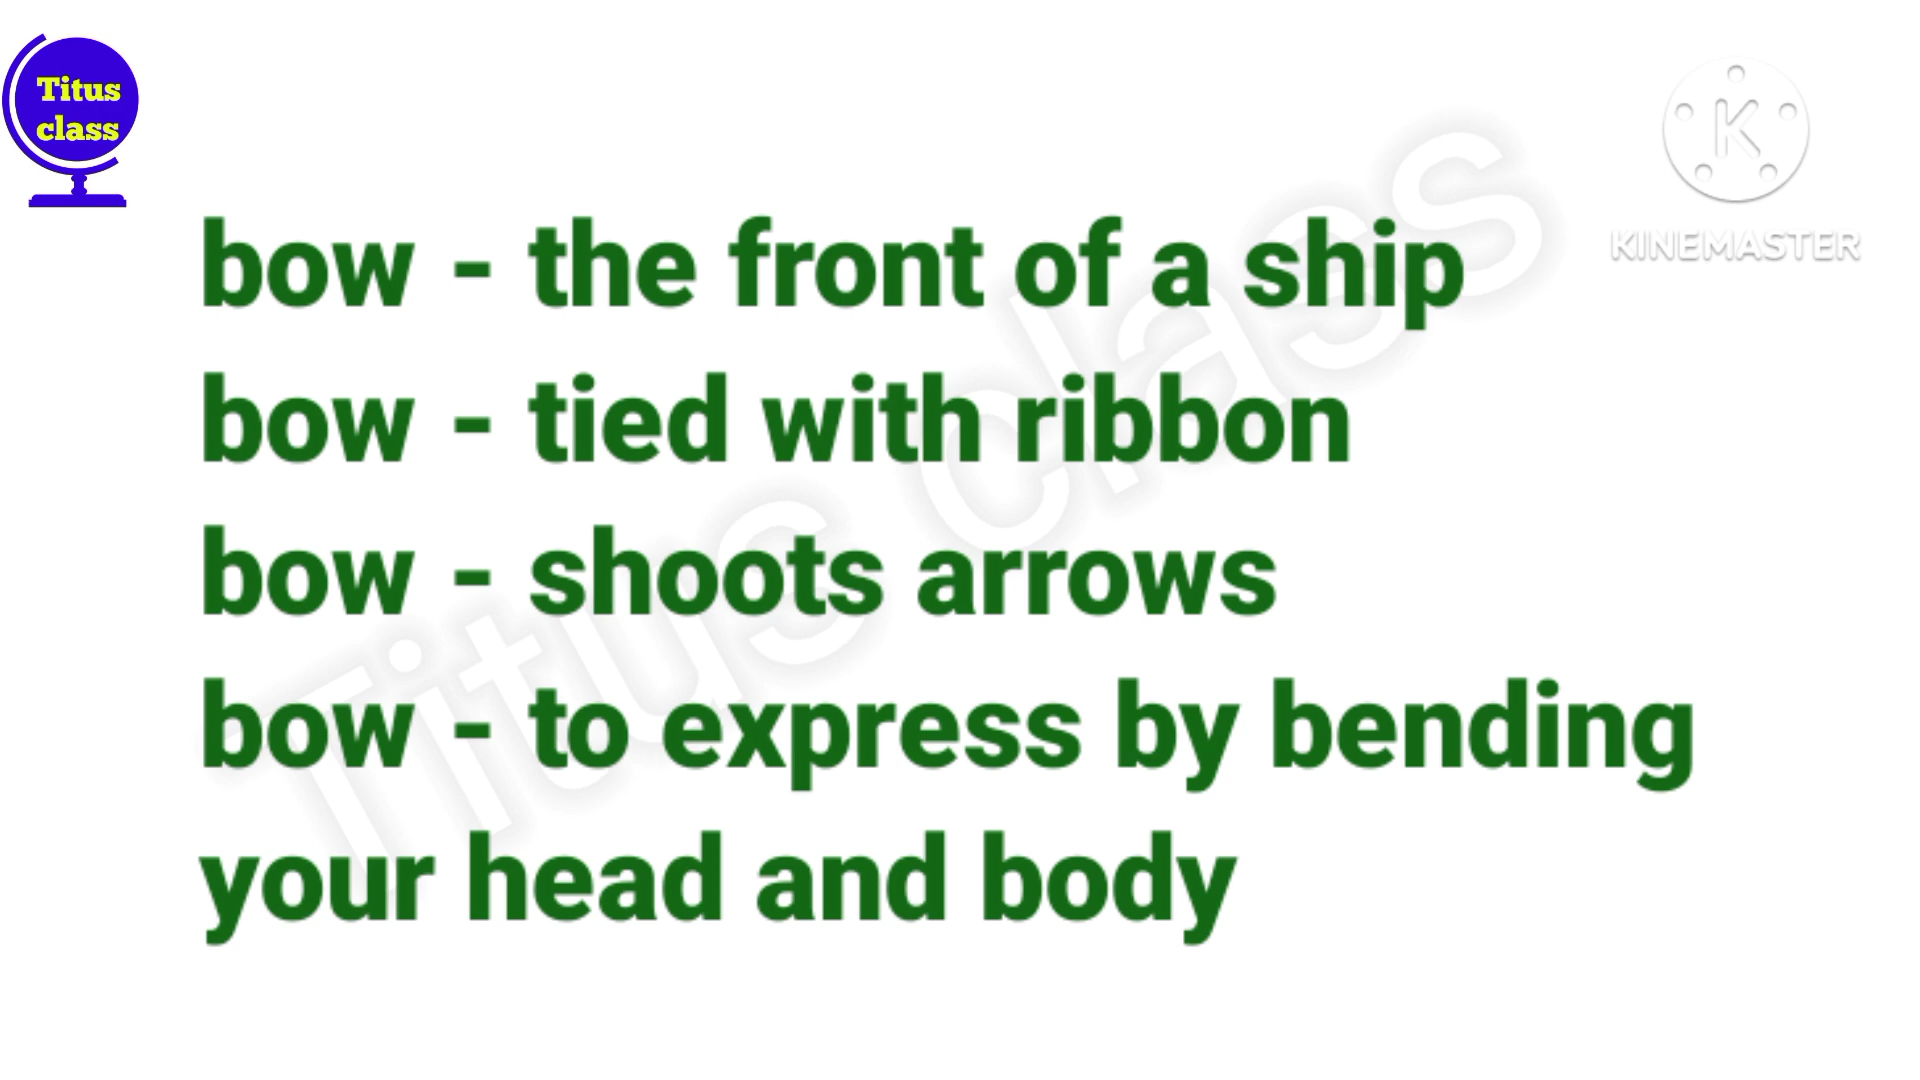 Titus
class
K
KINEMASTER
bow - the front of a ship
bow - tied with ribbon
bow - shoots arrows
bow - to express by bending
your head and body
Titus class